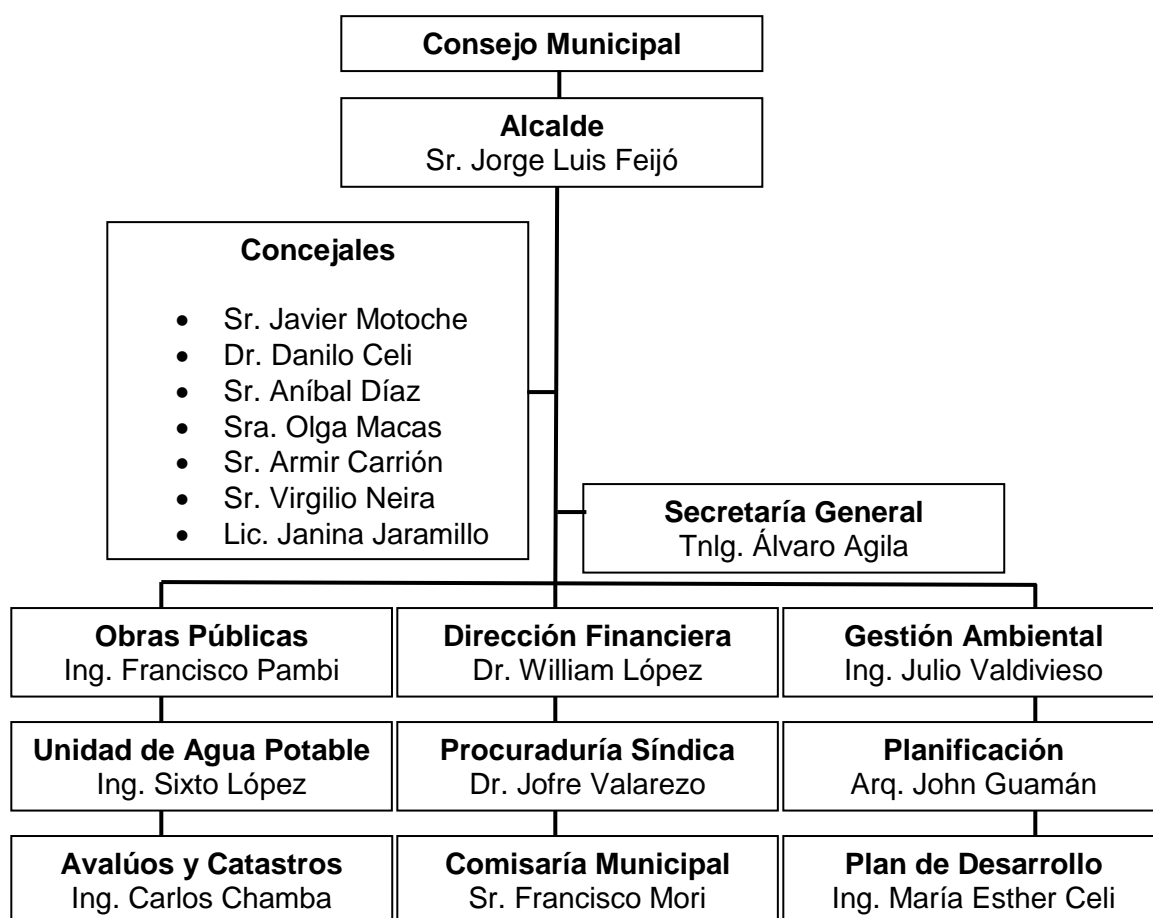 Consejo Municipal
Alcalde
Sr. Jorge Luis Feijó
Concejales
• Sr. Javier Motoche
• Dr. Danilo Celi
• Sr. Aníbal Díaz
• Sra. Olga Macas
• Sr. Armir Carrión
• Sr. Virgilio Neira
• Lic. Janina Jaramillo
Secretaría General
Tnlg. Álvaro Agila
Obras Públicas
Ing. Francisco Pambi
Dirección Financiera
Dr. William López
Gestión Ambiental
Ing. Julio Valdivieso
Unidad de Agua Potable
Ing. Sixto López
Procuraduría Síndica
Dr. Jofre Valarezo
Planificación
Arq. John Guamán
Avalúos y Catastros
Ing. Carlos Chamba
Comisaría Municipal
Sr. Francisco Mori
Plan de Desarrollo
Ing. María Esther Celi